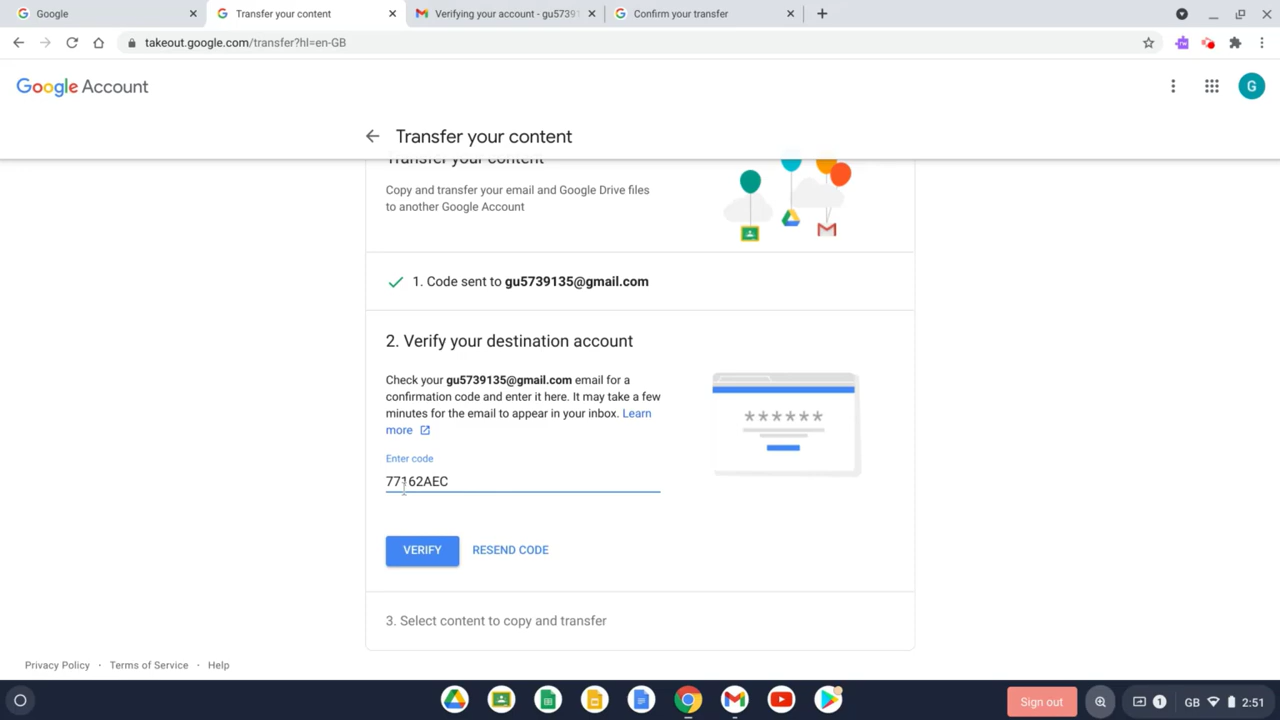 Google
Transfer your content
Verifying your account - gu5739
Confirm your transfer
takeout.google.com/transfer?hl=en-GB
Google Account
G
Transfer your content
Transfer your content
Copy and transfer your email and Google Drive files
to another Google Account
1. Code sent to gu5739135@gmail.com
2. Verify your destination account
Check your gu5739135@gmail.com email for a
confirmation code and enter it here. It may take a few
minutes for the email to appear in your inbox. Learn
more
******
Enter code
77162AEC
VERIFY
RESEND CODE
3. Select content to copy and transfer
Privacy Policy · Terms of Service · Help
Sign out
1
GB
2:51